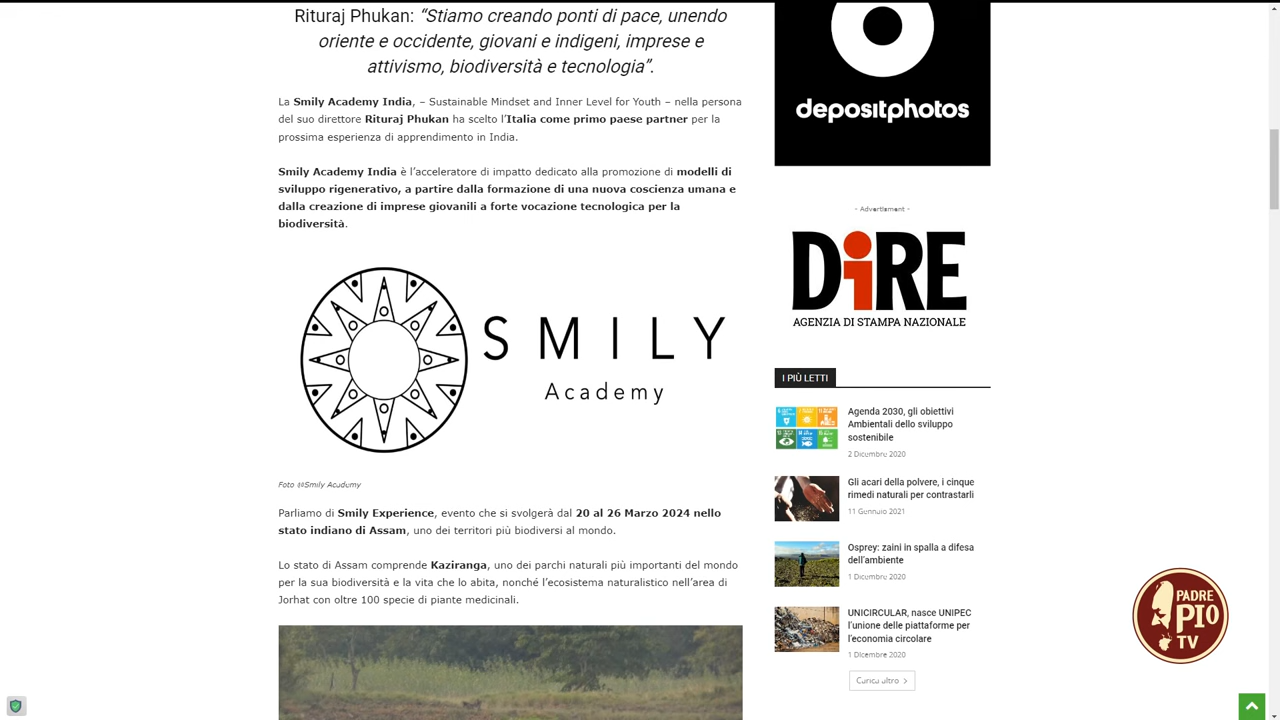 Rituraj Phukan: “Stiamo creando ponti di pace, unendo
oriente e occidente, giovani e indigeni, imprese e
attivismo, biodiversità e tecnologia”.
La Smily Academy India, – Sustainable Mindset and Inner Level for Youth – nella persona
del suo direttore Rituraj Phukan ha scelto l’Italia come primo paese partner per la
prossima esperienza di apprendimento in India.
Smily Academy India è l’acceleratore di impatto dedicato alla promozione di modelli di
sviluppo rigenerativo, a partire dalla formazione di una nuova coscienza umana e
dalla creazione di imprese giovanili a forte vocazione tecnologica per la
biodiversità.
SMILY
Academy
Foto @Smily Academy
Parliamo di Smily Experience, evento che si svolgerà dal 20 al 26 Marzo 2024 nello
stato indiano di Assam, uno dei territori più biodiversi al mondo.
Lo stato di Assam comprende Kaziranga, uno dei parchi naturali più importanti del mondo
per la sua biodiversità e la vita che lo abita, nonché l’ecosistema naturalistico nell’area di
Jorhat con oltre 100 specie di piante medicinali.
depositphotos
- Advertisment -
DiRE
AGENZIA DI STAMPA NAZIONALE
I PIÙ LETTI
Agenda 2030, gli obiettivi
Ambientali dello sviluppo
sostenibile
2 Dicembre 2020
Gli acari della polvere, i cinque
rimedi naturali per contrastarli
11 Gennaio 2021
Osprey: zaini in spalla a difesa
dell’ambiente
1 Dicembre 2020
UNICIRCULAR, nasce UNIPEC
l’unione delle piattaforme per
l’economia circolare
1 Dicembre 2020
Carica altro
PADRE
PIO
TV